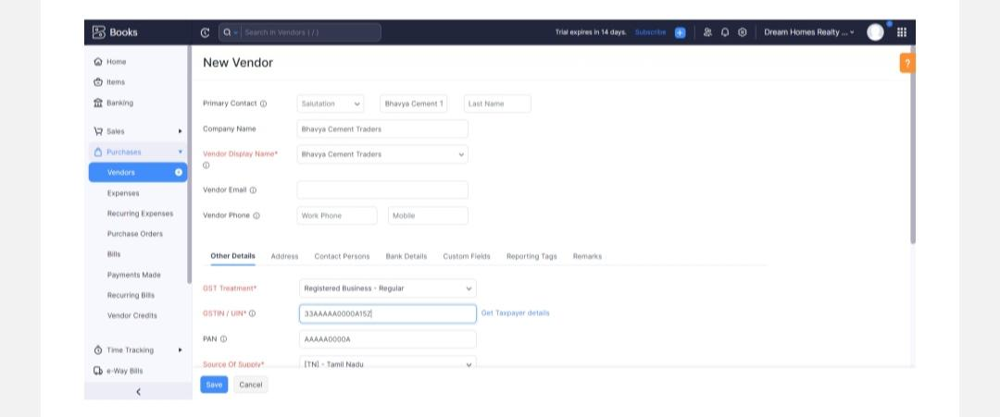 Books
Search in Vendors ( / )
Trial expires in 14 days. Subscribe
Dream Homes Realty ...
Home
Items
Banking
Sales
Purchases
Vendors
Expenses
Recurring Expenses
Purchase Orders
Bills
Payments Made
Recurring Bills
Vendor Credits
Time Tracking
e-Way Bills
New Vendor
?
Primary Contact
Salutation
Bhavya Cement T
Last Name
Company Name
Bhavya Cement Traders
Vendor Display Name*
Bhavya Cement Traders
Vendor Email
Vendor Phone
Work Phone
Mobile
Other Details
Address
Contact Persons
Bank Details
Custom Fields
Reporting Tags
Remarks
GST Treatment*
Registered Business - Regular
GSTIN / UIN*
33AAAAA0000A15Z
Get Taxpayer details
PAN
AAAAA0000A
Source Of Supply*
[TN] - Tamil Nadu
Save
Cancel